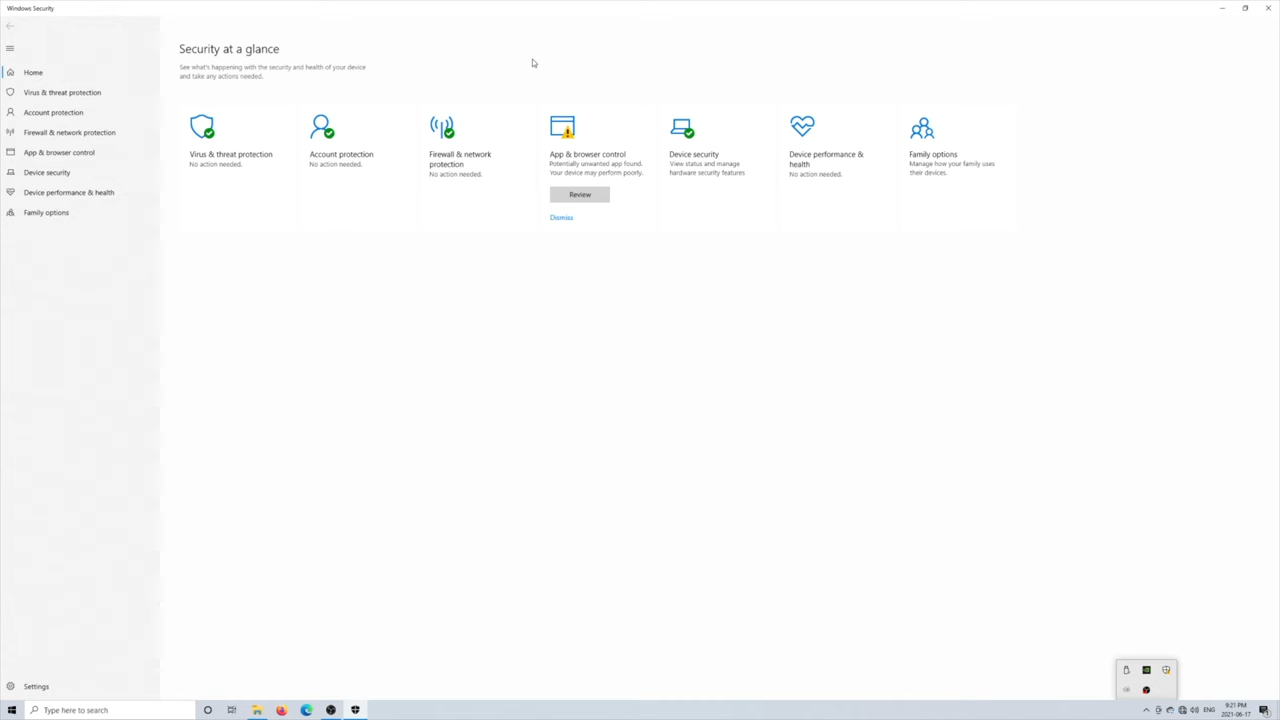 Windows Security
Security at a glance
See what's happening with the security and health of your device
and take any actions needed.
Home
Virus & threat protection
Account protection
Firewall & network protection
App & browser control
Device security
Device performance & health
Family options
Virus & threat protection
No action needed.
Account protection
No action needed.
Firewall & network
protection
No action needed.
App & browser control
Potentially unwanted app found.
Your device may perform poorly.
Review
Dismiss
Device security
View status and manage
hardware security features
Device performance &
health
No action needed.
Family options
Manage how your family uses
their devices.
Settings
Type here to search
ENG
9:21 PM
2021-06-17